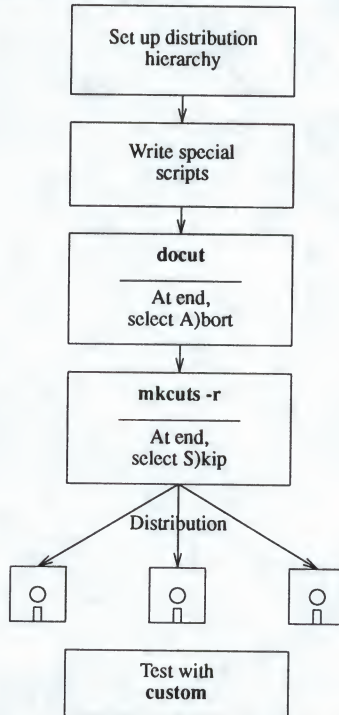 Set up distribution
hierarchy
Write special
scripts
docut
At end,
select A)bort
mkcuts -r
At end,
select S)kip
Distribution
Test with
custom